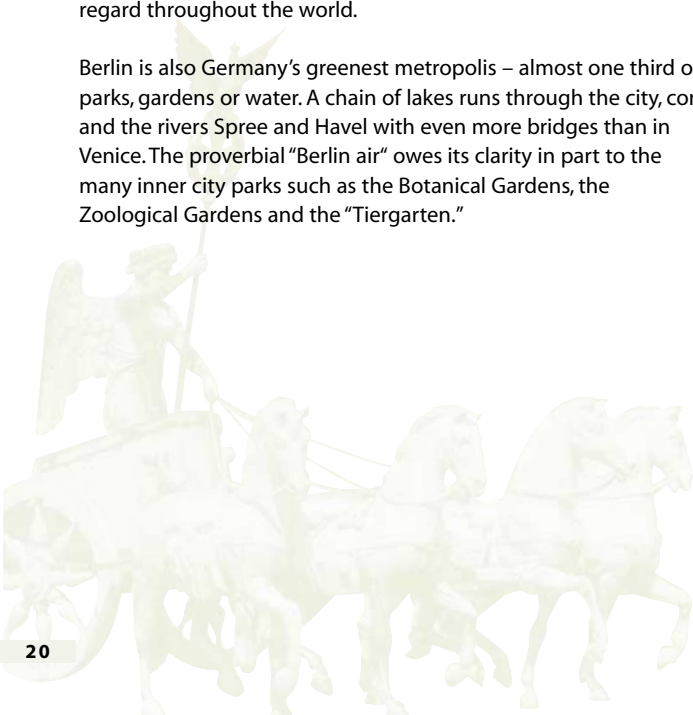 regard throughout the world.
Berlin is also Germany’s greenest metropolis – almost one third o
parks, gardens or water. A chain of lakes runs through the city, co
and the rivers Spree and Havel with even more bridges than in
Venice. The proverbial “Berlin air“ owes its clarity in part to the
many inner city parks such as the Botanical Gardens, the
Zoological Gardens and the “Tiergarten.”
20